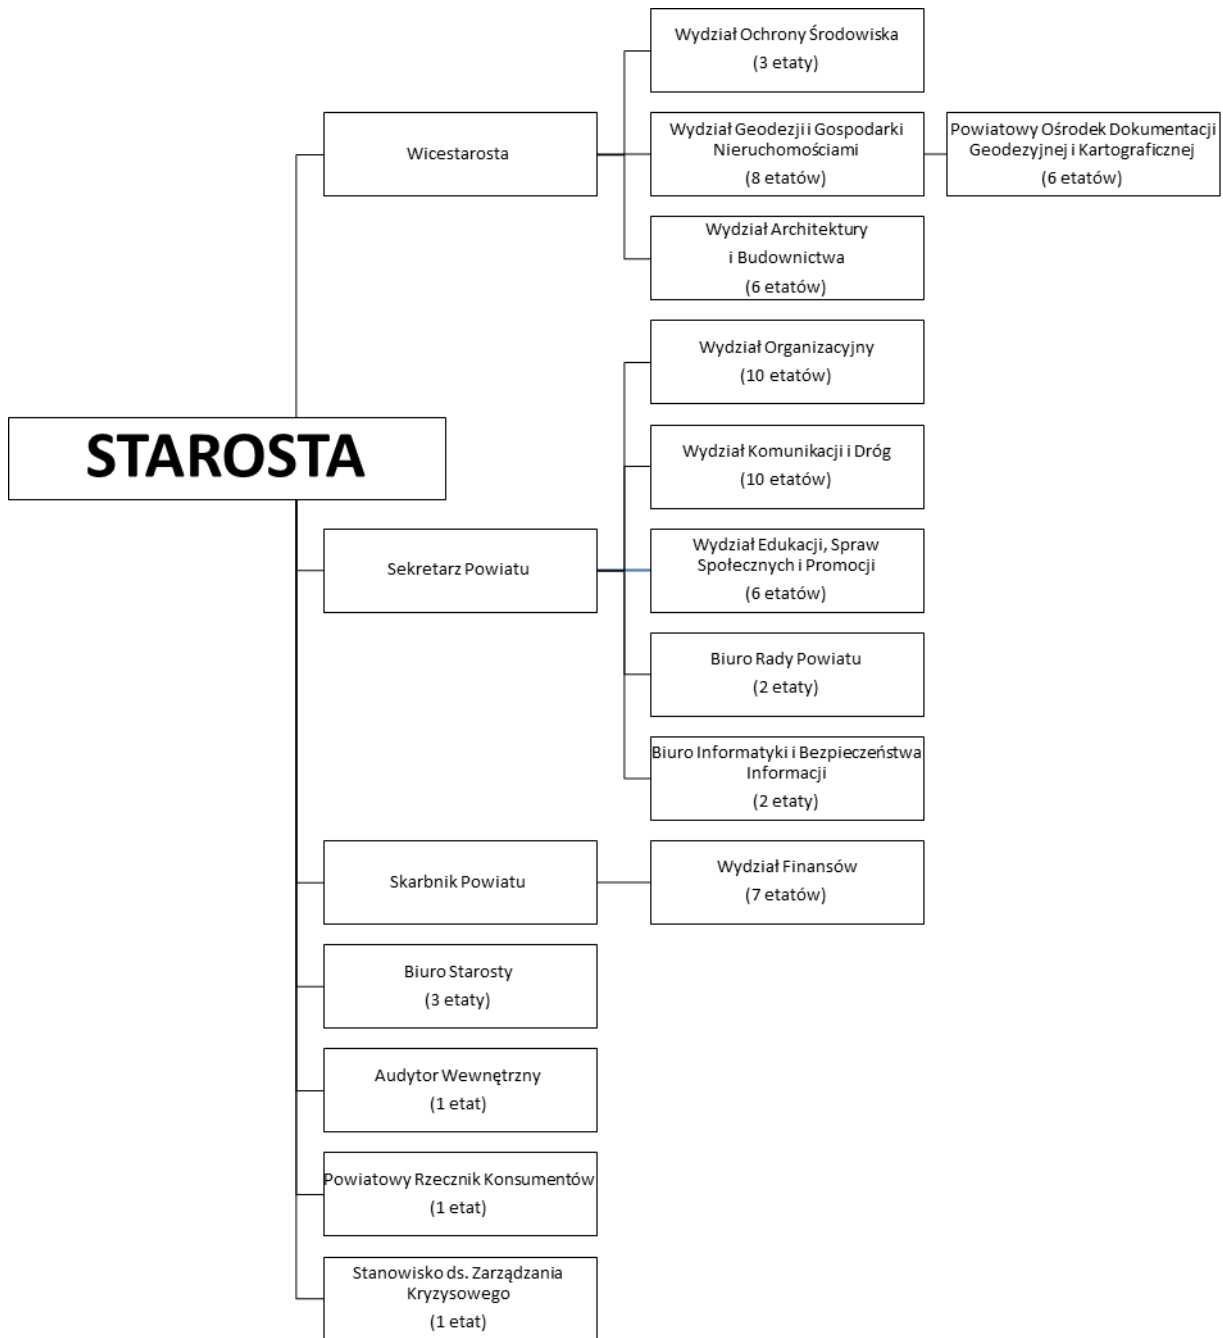 STAROSTA
Wicestarosta
Wydział Ochrony Środowiska
(3 etaty)
Wydział Geodezji i Gospodarki
Nieruchomościami
(8 etatów)
Powiatowy Ośrodek Dokumentacji
Geodezyjnej i Kartograficznej
(6 etatów)
Wydział Architektury
i Budownictwa
(6 etatów)
Sekretarz Powiatu
Wydział Organizacyjny
(10 etatów)
Wydział Komunikacji i Dróg
(10 etatów)
Wydział Edukacji, Spraw
Społecznych i Promocji
(6 etatów)
Biuro Rady Powiatu
(2 etaty)
Biuro Informatyki i Bezpieczeństwa
Informacji
(2 etaty)
Skarbnik Powiatu
Wydział Finansów
(7 etatów)
Biuro Starosty
(3 etaty)
Audytor Wewnętrzny
(1 etat)
Powiatowy Rzecznik Konsumentów
(1 etat)
Stanowisko ds. Zarządzania
Kryzysowego
(1 etat)